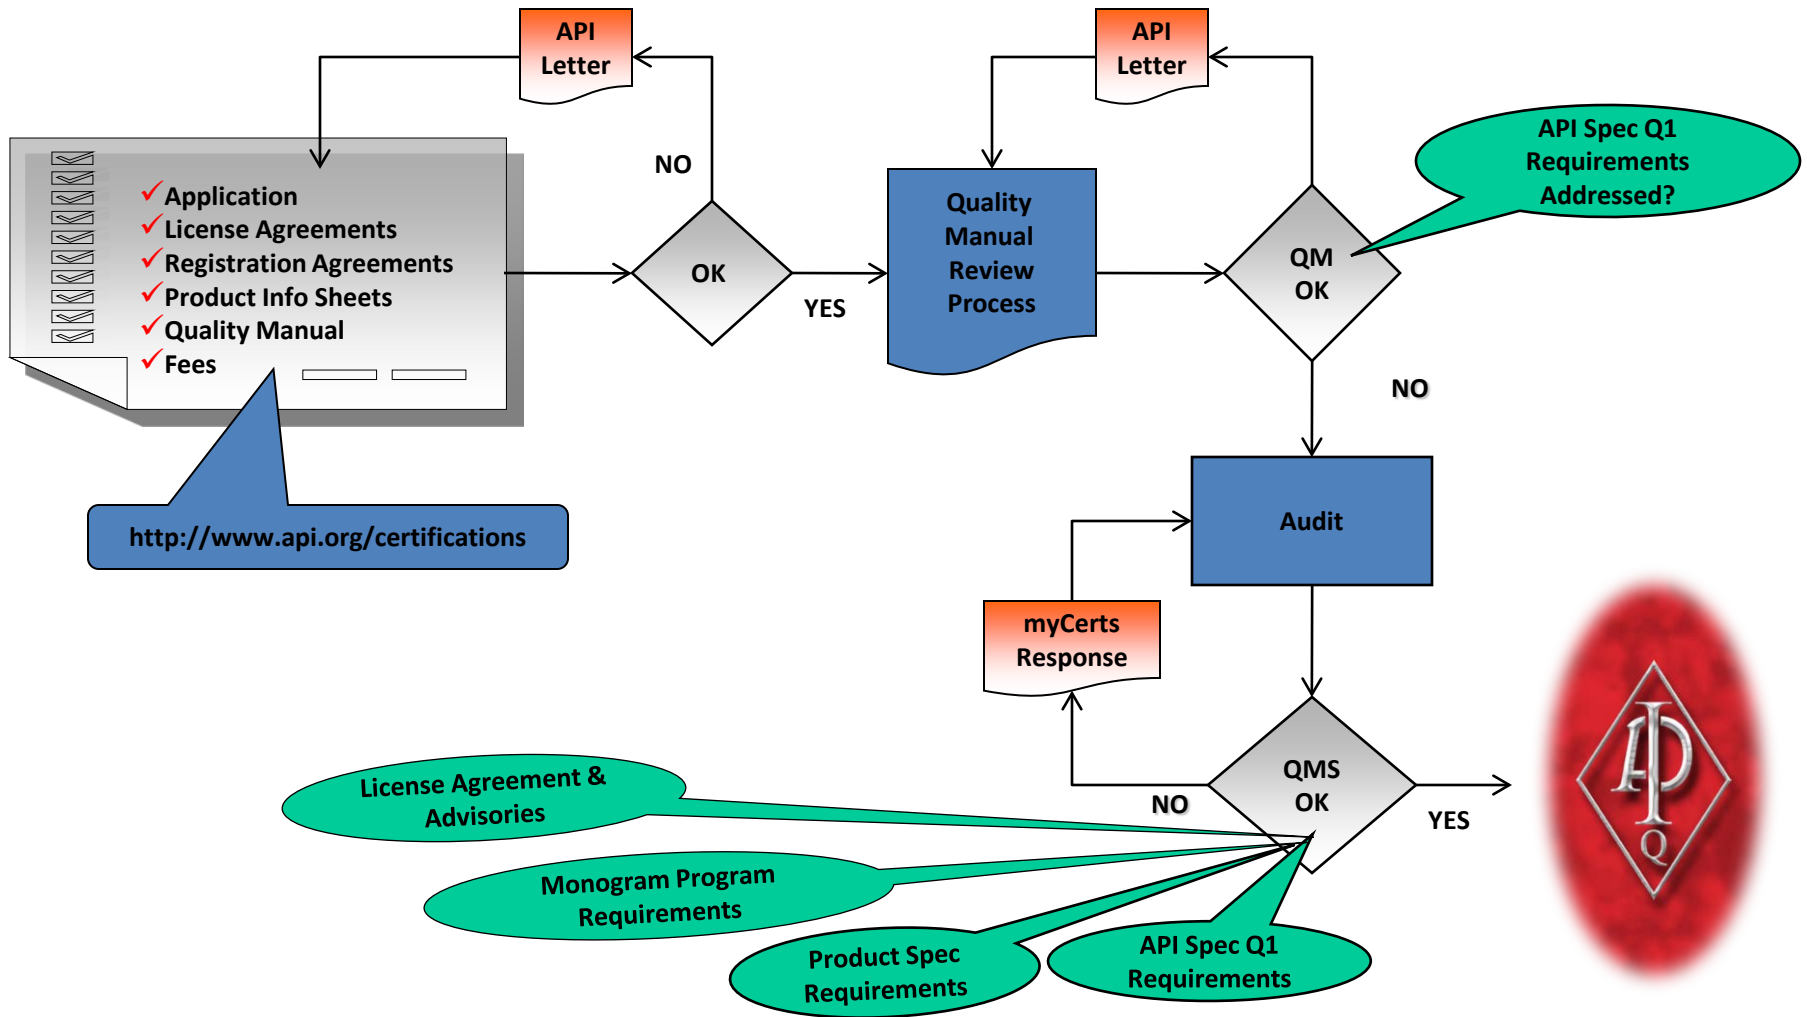 API
Letter
API
Letter
API Spec Q1
Requirements
Addressed?
NO
Application
License Agreements
Registration Agreements
Product Info Sheets
Quality Manual
Fees
OK
YES
Quality
Manual
Review
Process
QM
OK
NO
http://www.api.org/certifications
Audit
myCerts
Response
QMS
OK
NO
YES
License Agreement &
Advisories
Monogram Program
Requirements
Product Spec
Requirements
API Spec Q1
Requirements
API
Q